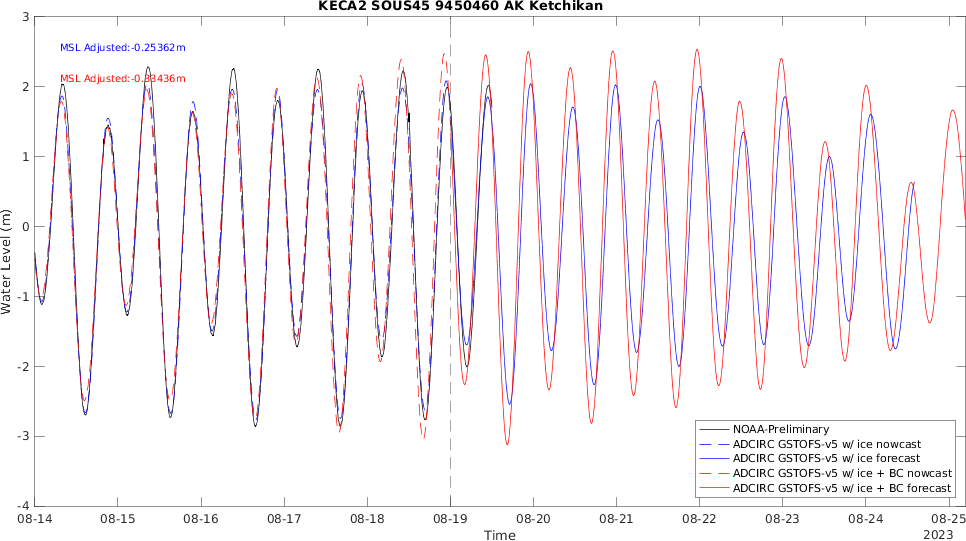 KECA2 SOUS45 9450460 AK Ketchikan
MSL Adjusted:-0.25362m
MSL Adjusted:-0.33436m
Water Level (m)
3
2
1
0
-1
-2
-3
-4
NOAA-Preliminary
ADCIRC GSTOFS-v5 w/ ice nowcast
ADCIRC GSTOFS-v5 w/ ice forecast
ADCIRC GSTOFS-v5 w/ ice + BC nowcast
ADCIRC GSTOFS-v5 w/ ice + BC forecast
08-14 08-15 08-16 08-17 08-18 08-19 08-20 08-21 08-22 08-23 08-24 08-25
Time
2023